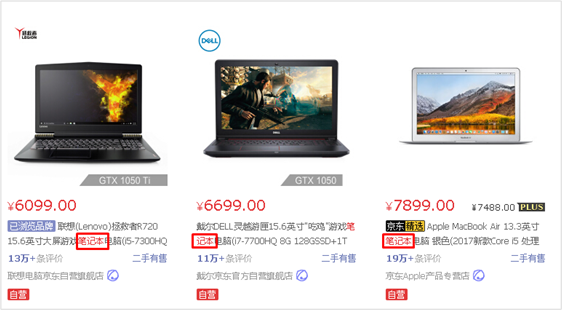 拯救者
LEGION
GTX 1050 Ti
¥6099.00
已浏览品牌 联想(Lenovo)拯救者R720
15.6英寸大屏游戏笔记本电脑(i5-7300HQ
13万+条评价 二手有售
联想电脑京东自营旗舰店
自营
DELL
GTX 1050
¥6699.00
戴尔DELL灵越游匣15.6英寸"吃鸡"游戏笔
记本电脑(i7-7700HQ 8G 128GSSD+1T
11万+条评价 二手有售
戴尔京东官方自营旗舰店
自营
¥7899.00 ¥7488.00 PLUS
京东精选 Apple MacBook Air 13.3英寸
笔记本电脑 银色(2017新款Core i5 处理
19万+条评价 二手有售
京东Apple产品专营店
自营